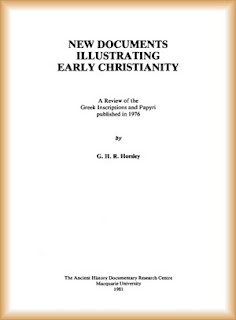 NEW DOCUMENTS
ILLUSTRATING
EARLY CHRISTIANITY
A Review of the
Greek Inscriptions and Papyri
published in 1976
by
G. H. R. Horsley
The Ancient History Documentary Research Centre
Macquarie University
1981